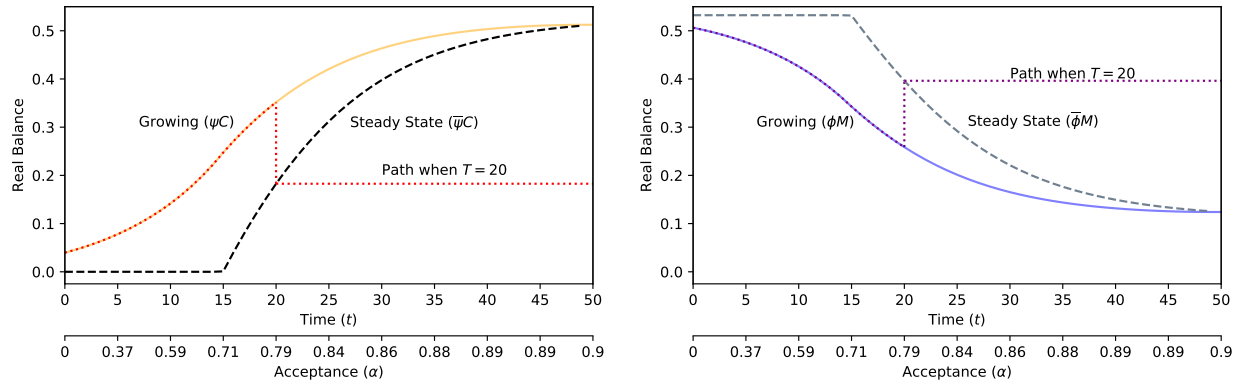 Real Balance
0.5
0.4
0.3
0.2
0.1
0.0
Growing (ψC)
Steady State (ψ̅C)
Path when T = 20
0 5 10 15 20 25 30 35 40 45 50
Time (t)
0 0.37 0.59 0.71 0.79 0.84 0.86 0.88 0.89 0.89 0.9
Acceptance (α)
Real Balance
0.5
0.4
0.3
0.2
0.1
0.0
Path when T = 20
Growing (ϕM)
Steady State (ϕ̅M)
0 5 10 15 20 25 30 35 40 45 50
Time (t)
0 0.37 0.59 0.71 0.79 0.84 0.86 0.88 0.89 0.89 0.9
Acceptance (α)